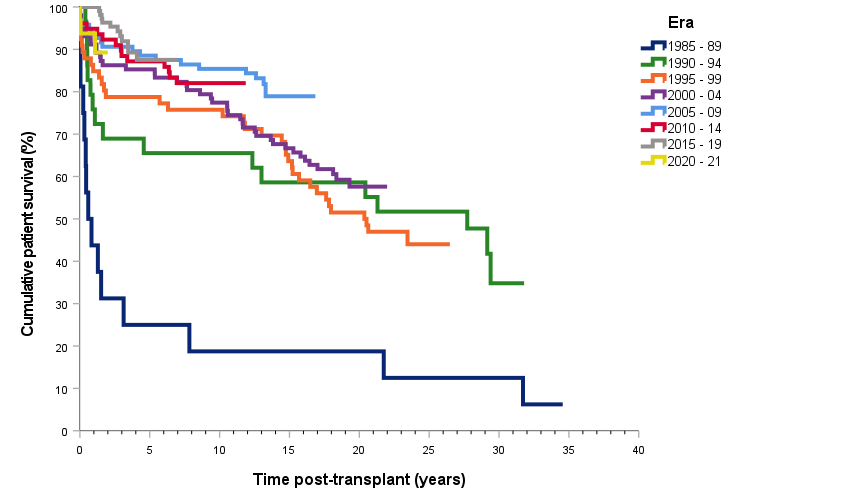 100
90
80
70
60
50
40
30
20
10
0
Cumulative patient survival (%)
0 5 10 15 20 25 30 35 40
Time post-transplant (years)
Era
1985 - 89
1990 - 94
1995 - 99
2000 - 04
2005 - 09
2010 - 14
2015 - 19
2020 - 21